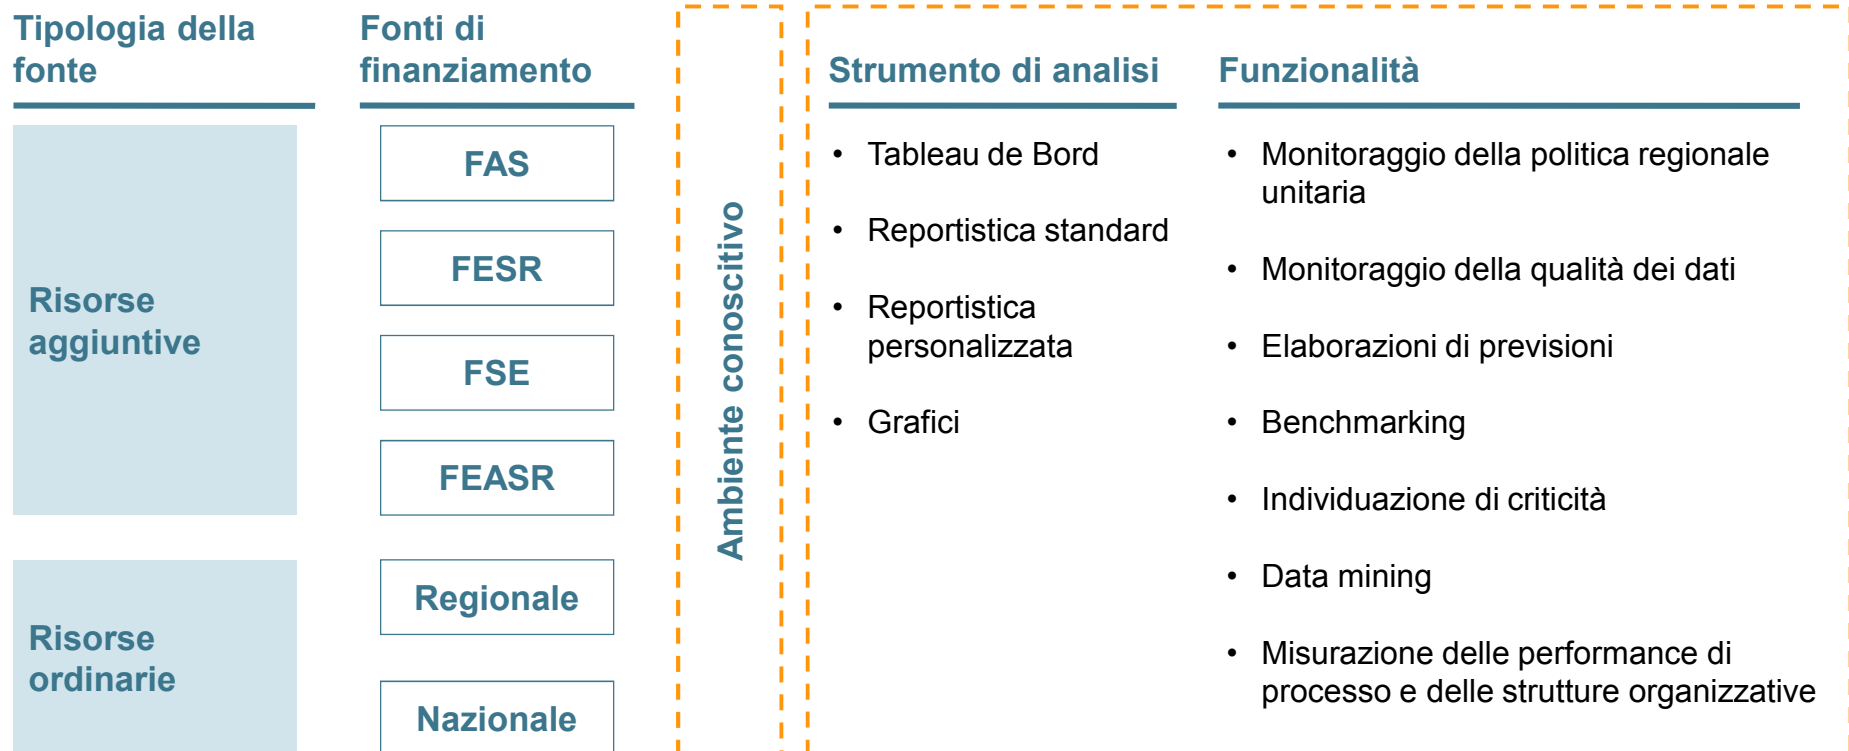 Tipologia della
fonte
Fonti di
finanziamento
Strumento di analisi
Funzionalità
Risorse
aggiuntive
FAS
FESR
FSE
FEASR
Risorse
ordinarie
Regionale
Nazionale
Ambiente conoscitivo
• Tableau de Bord
• Reportistica standard
• Reportistica
personalizzata
• Grafici
• Monitoraggio della politica regionale
unitaria
• Monitoraggio della qualità dei dati
• Elaborazioni di previsioni
• Benchmarking
• Individuazione di criticità
• Data mining
• Misurazione delle performance di
processo e delle strutture organizzative